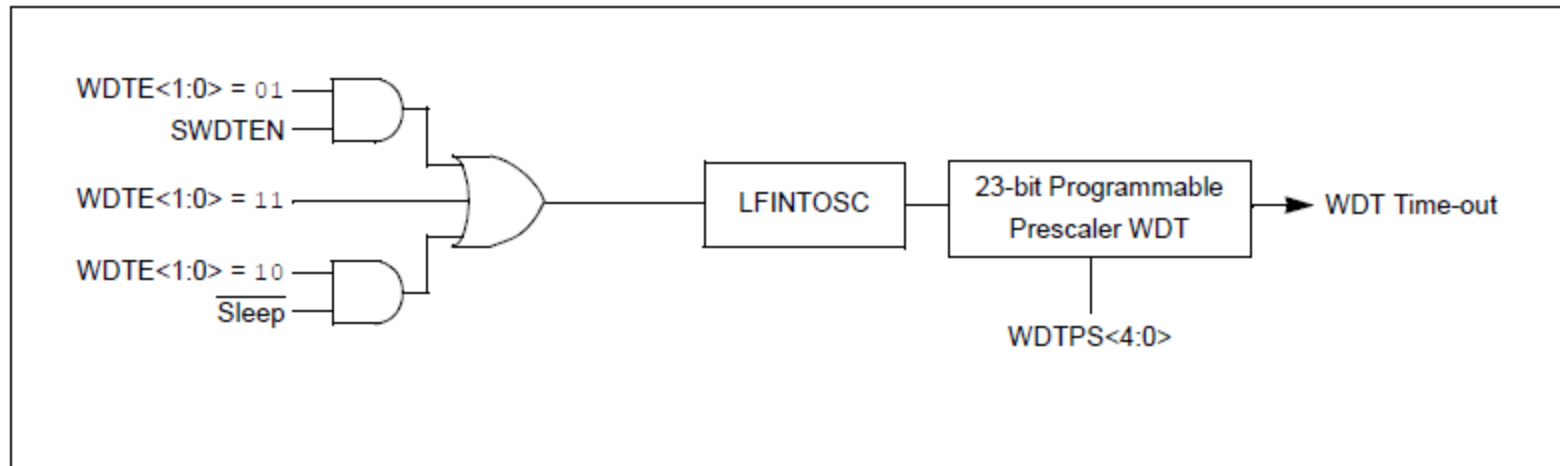 WDTE<1:0> = 01
SWDTEN
WDTE<1:0> = 11
WDTE<1:0> = 10
Sleep
LFINTOSC
23-bit Programmable
Prescaler WDT
WDT Time-out
WDTPS<4:0>